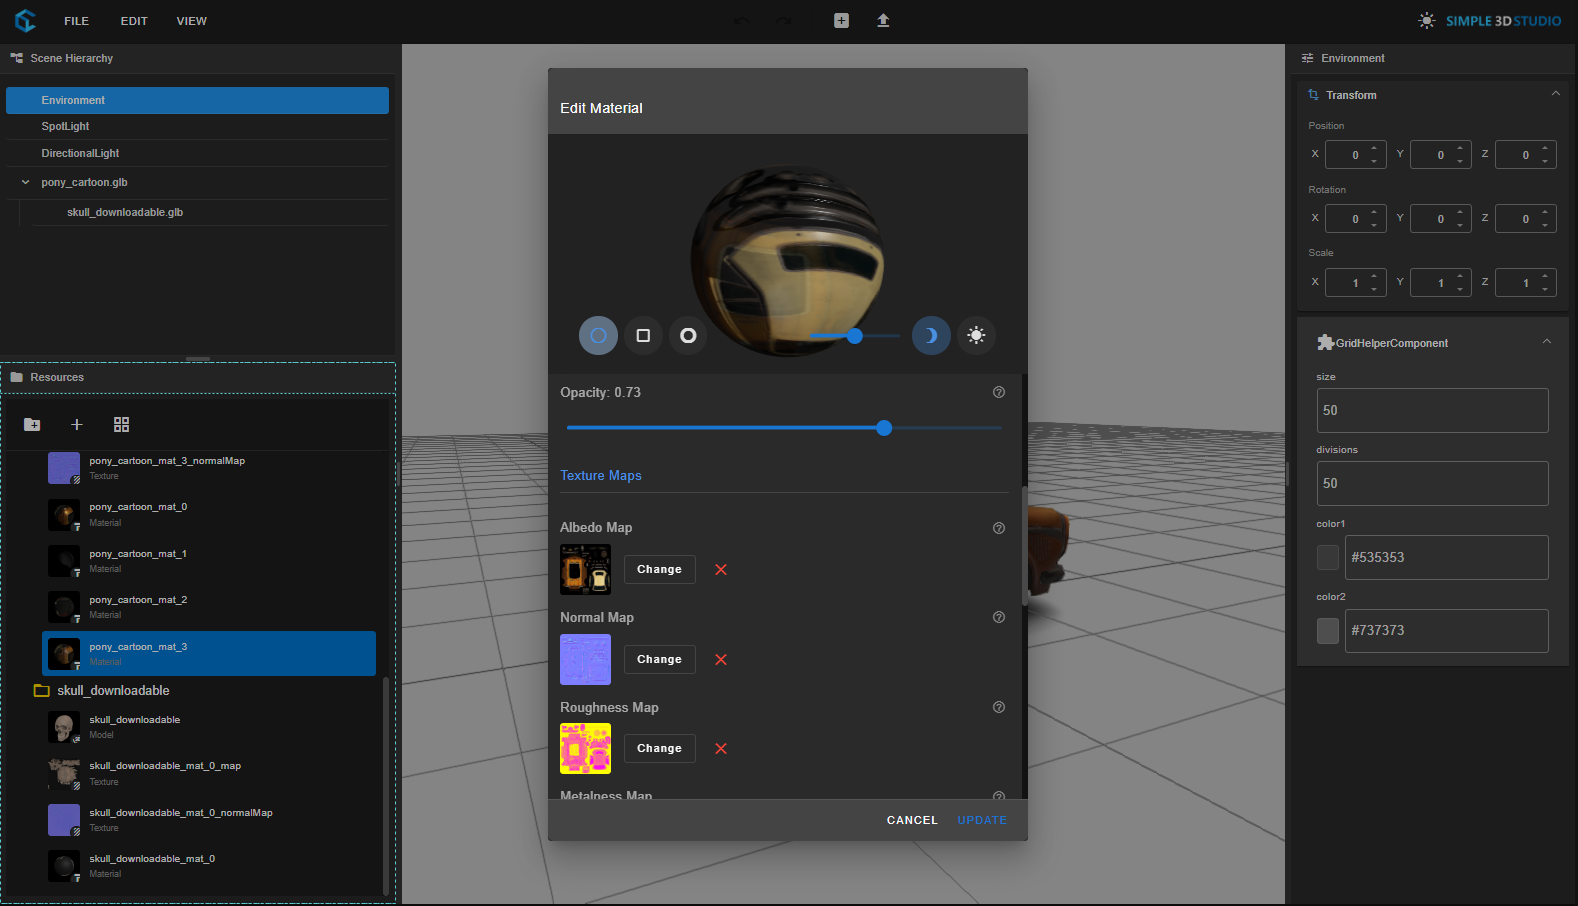 FILE EDIT VIEW
SIMPLE 3D STUDIO
Scene Hierarchy
Environment
SpotLight
DirectionalLight
pony_cartoon.glb
skull_downloadable.glb
Resources
pony_cartoon_mat_3_normalMap
Texture
pony_cartoon_mat_0
Material
pony_cartoon_mat_1
Material
pony_cartoon_mat_2
Material
pony_cartoon_mat_3
Material
skull_downloadable
skull_downloadable
Model
skull_downloadable_mat_0_map
Texture
skull_downloadable_mat_0_normalMap
Texture
skull_downloadable_mat_0
Material
Edit Material
Opacity: 0.73
Texture Maps
Albedo Map
Change
Normal Map
Change
Roughness Map
Change
Metalness Map
CANCEL UPDATE
Environment
Transform
Position
X 0 Y 0 Z 0
Rotation
X 0 Y 0 Z 0
Scale
X 1 Y 1 Z 1
GridHelperComponent
size
50
divisions
50
color1
#535353
color2
#737373